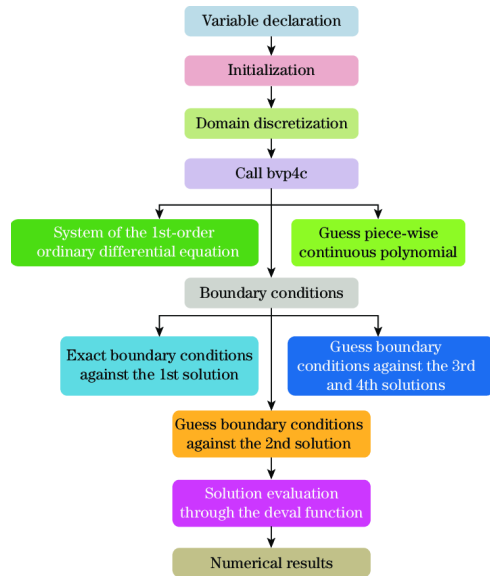 Variable declaration
Initialization
Domain discretization
Call bvp4c
System of the 1st-order
ordinary differential equation
Guess piece-wise
continuous polynomial
Boundary conditions
Exact boundary conditions
against the 1st solution
Guess boundary
conditions against the 3rd
and 4th solutions
Guess boundary conditions
against the 2nd solution
Solution evaluation
through the deval function
Numerical results